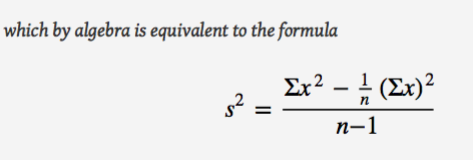 which by algebra is equivalent to the formula
s² = (Σx² − 1/n (Σx)²) / (n−1)